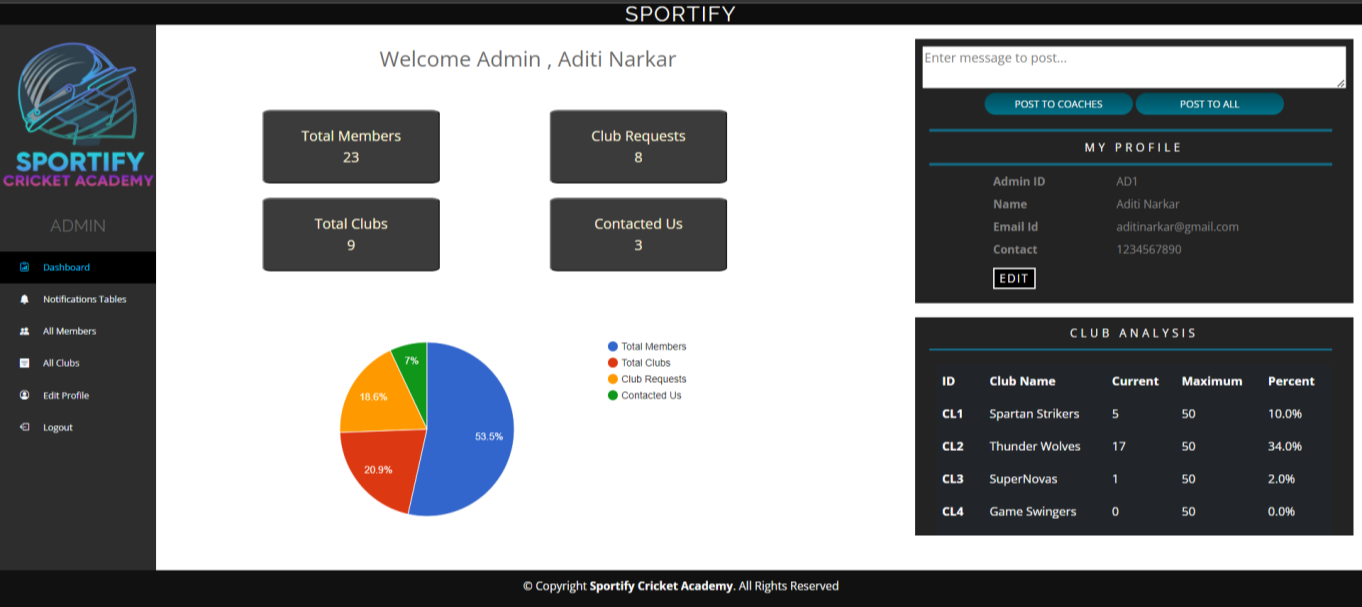 SPORTIFY
SPORTIFY
CRICKET ACADEMY
ADMIN
Dashboard
Notifications Tables
All Members
All Clubs
Edit Profile
Logout
Welcome Admin , Aditi Narkar
Total Members
23
Club Requests
8
Total Clubs
9
Contacted Us
3
7%
18.6%
53.5%
20.9%
Total Members
Total Clubs
Club Requests
Contacted Us
Enter message to post...
POST TO COACHES POST TO ALL
MY PROFILE
Admin ID AD1
Name Aditi Narkar
Email Id aditinarkar@gmail.com
Contact 1234567890
EDIT
CLUB ANALYSIS
ID Club Name Current Maximum Percent
CL1 Spartan Strikers 5 50 10.0%
CL2 Thunder Wolves 17 50 34.0%
CL3 SuperNovas 1 50 2.0%
CL4 Game Swingers 0 50 0.0%
© Copyright Sportify Cricket Academy. All Rights Reserved